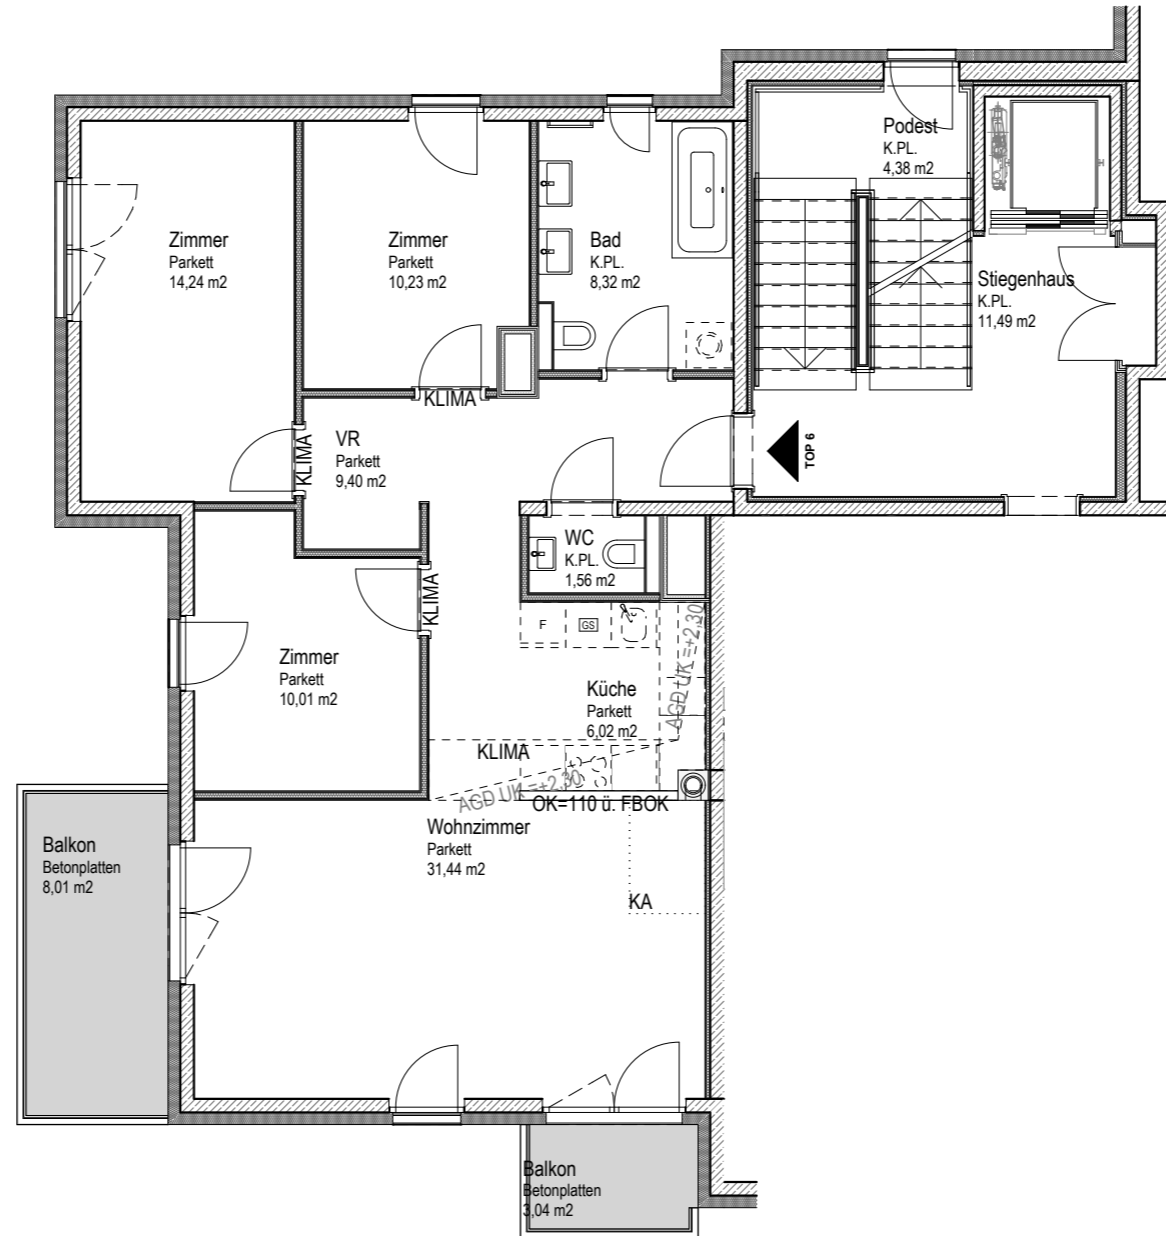 Podest
K.PL.
4,38 m2
Zimmer
Parkett
14,24 m2
Zimmer
Parkett
10,23 m2
Bad
K.PL.
8,32 m2
Stiegenhaus
K.PL.
11,49 m2
KLIMA
KLIMA
VR
Parkett
9,40 m2
TOP 6
WC
K.PL.
1,56 m2
KLIMA
F
GS
AGD UK =+2,30
Zimmer
Parkett
10,01 m2
Küche
Parkett
6,02 m2
KLIMA
AGD UK =+2,30
OK=110 ü. FBOK
Wohnzimmer
Parkett
31,44 m2
Balkon
Betonplatten
8,01 m2
KA
Balkon
Betonplatten
3,04 m2